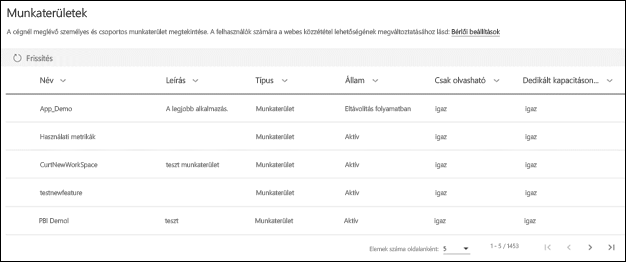 Munkaterületek
A cégnél meglévő személyes és csoportos munkaterület megtekintése. A felhasználók számára a webes közzététel lehetőségének megváltoztatásához lásd: Bérlői beállítások
Frissítés
Név Leírás Típus Állam Csak olvasható Dedikált kapacitáson...
App_Demo A legjobb alkalmazás. Munkaterület Eltávolítás folyamatban Igaz Igaz
Használati metrikák Munkaterület Aktív Igaz Igaz
CurtNewWorkSpace teszt munkaterület Munkaterület Aktív Igaz Igaz
testnewfeature Munkaterület Aktív Igaz Igaz
PBI Demol teszt Munkaterület Aktív Igaz Igaz
Elemek száma oldalanként: 5 1 - 5 / 1453